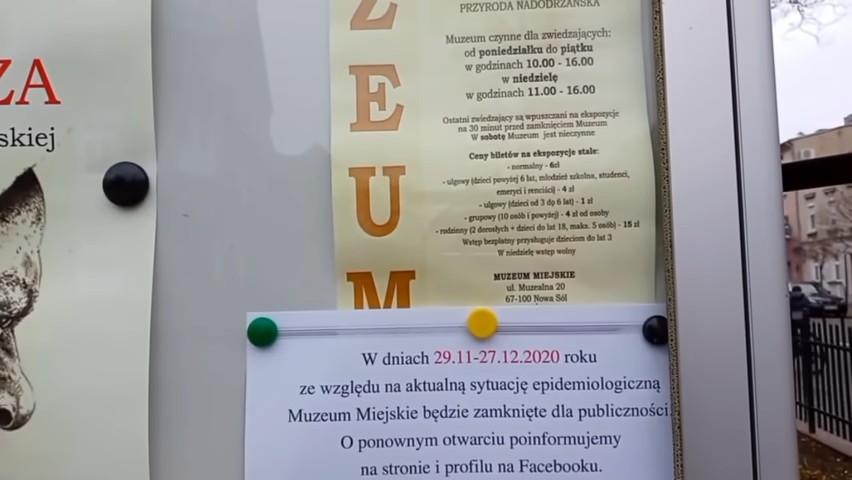 ZA
skiej
ZEUM
PRZYRODA NADODRZAŃSKA
Muzeum czynne dla zwiedzających:
od poniedziałku do piątku
w godzinach 10.00 - 16.00
w niedzielę
w godzinach 11.00 - 16.00
Ostatni zwiedzający są wpuszczani na ekspozycje
na 30 minut przed zamknięciem Muzeum
W sobotę Muzeum jest nieczynne
Ceny biletów na ekspozycje stałe:
- normalny - 6zł
- ulgowy (dzieci powyżej 6 lat, młodzież szkolna, studenci,
emeryci i renciści) - 4 zł
- ulgowy (dzieci od 3 do 6 lat) - 1 zł
- grupowy (10 osób i powyżej) - 4 zł od osoby
- rodzinny (2 dorosłych + dzieci do lat 18, maks. 5 osób) - 15 zł
Wstęp bezpłatny przysługuje dzieciom do lat 3
W niedzielę wstęp wolny
MUZEUM MIEJSKIE
ul. Muzealna 20
67-100 Nowa Sól
W dniach 29.11-27.12.2020 roku
ze względu na aktualną sytuację epidemiologiczną
Muzeum Miejskie będzie zamknięte dla publiczności.
O ponownym otwarciu poinformujemy
na stronie i profilu na Facebooku.